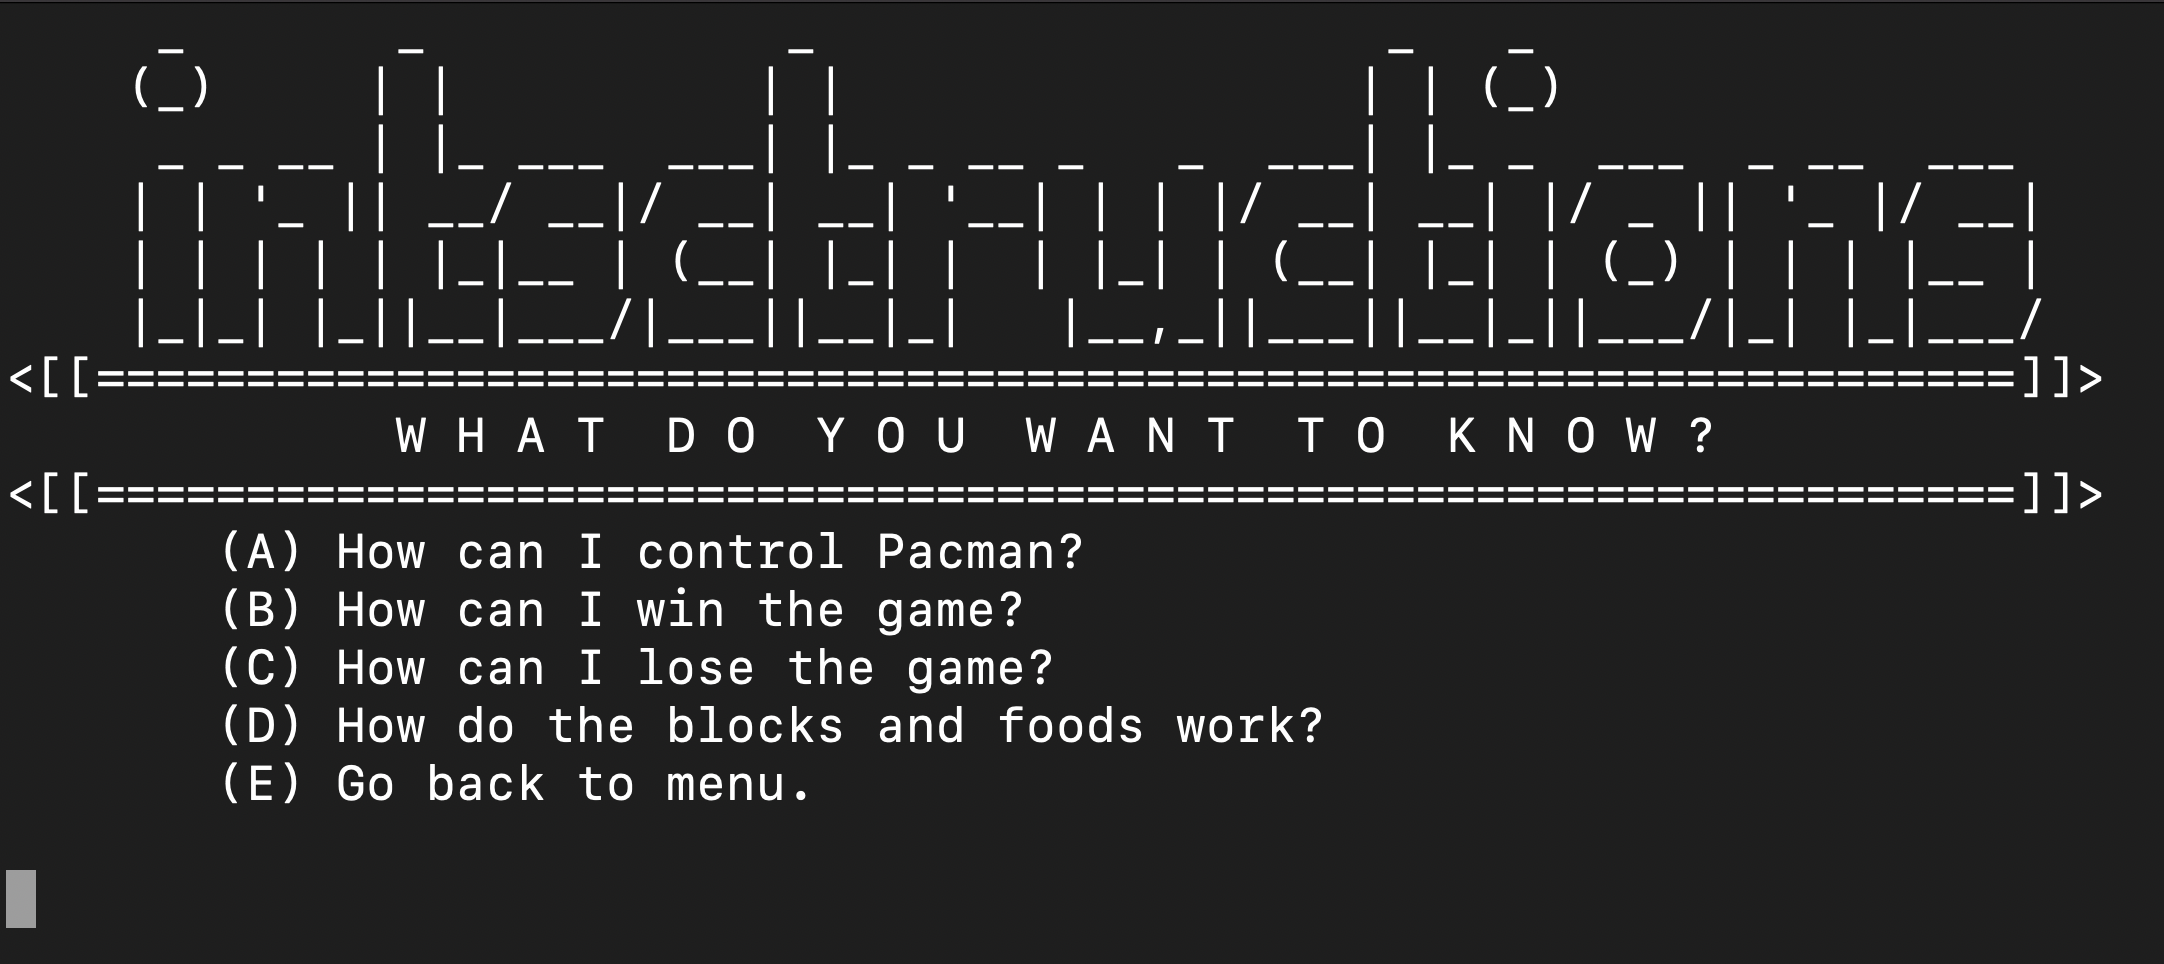 intsctructions
<[[================================================================]]>
W H A T  D O  Y O U  W A N T  T O  K N O W ?
<[[================================================================]]>
(A) How can I control Pacman?
(B) How can I win the game?
(C) How can I lose the game?
(D) How do the blocks and foods work?
(E) Go back to menu.